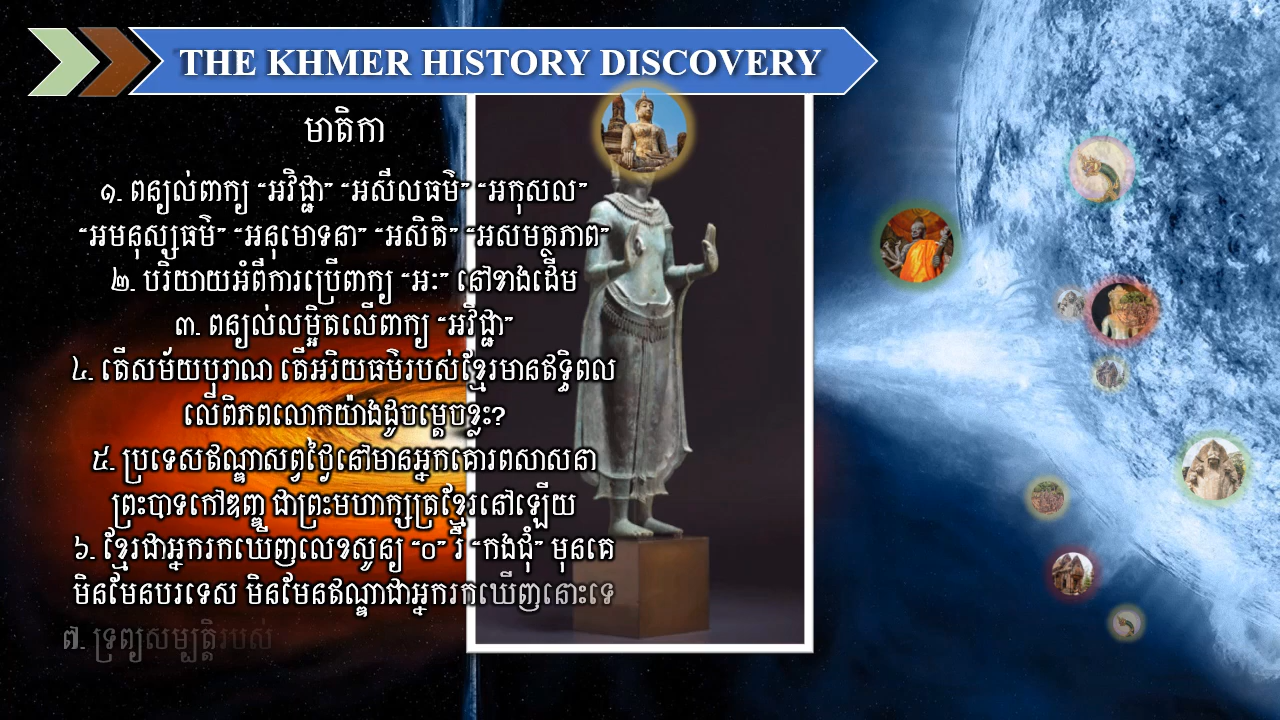 THE KHMER HISTORY DISCOVERY
មាតិកា
១. ពន្យល់ពាក្យ “អវិជ្ជា” “អសីលធម៌” “អកុសល”
“អមនុស្សធម៌” “អនុមោទនា” “អសិតិ” “អសមត្ថភាព”
២. បរិយាយអំពីការប្រើពាក្យ “អៈ” នៅខាងដើម
៣. ពន្យល់លម្អិតលើពាក្យ “អវិជ្ជា”
៤. តើសម័យបុរាណ តើអរិយធម៌របស់ខ្មែរមានឥទ្ធិពល
លើពិភពលោកយ៉ាងដូចម្ដេចខ្លះ?
៥. ប្រទេសឥណ្ឌាសព្វថ្ងៃនៅមានអ្នកគោរពសាសនា
ព្រះបាទកៅឌញ្ញ ជាព្រះមហាក្សត្រខ្មែរនៅឡើយ
៦. ខ្មែរជាអ្នករកឃើញលេខសូន្យ “០” រឺ “កងជុំ” មុនគេ
មិនមែនបរទេស មិនមែនឥណ្ឌាជាអ្នករកឃើញនោះទេ
៧. ទ្រព្យសម្បត្តិរបស់